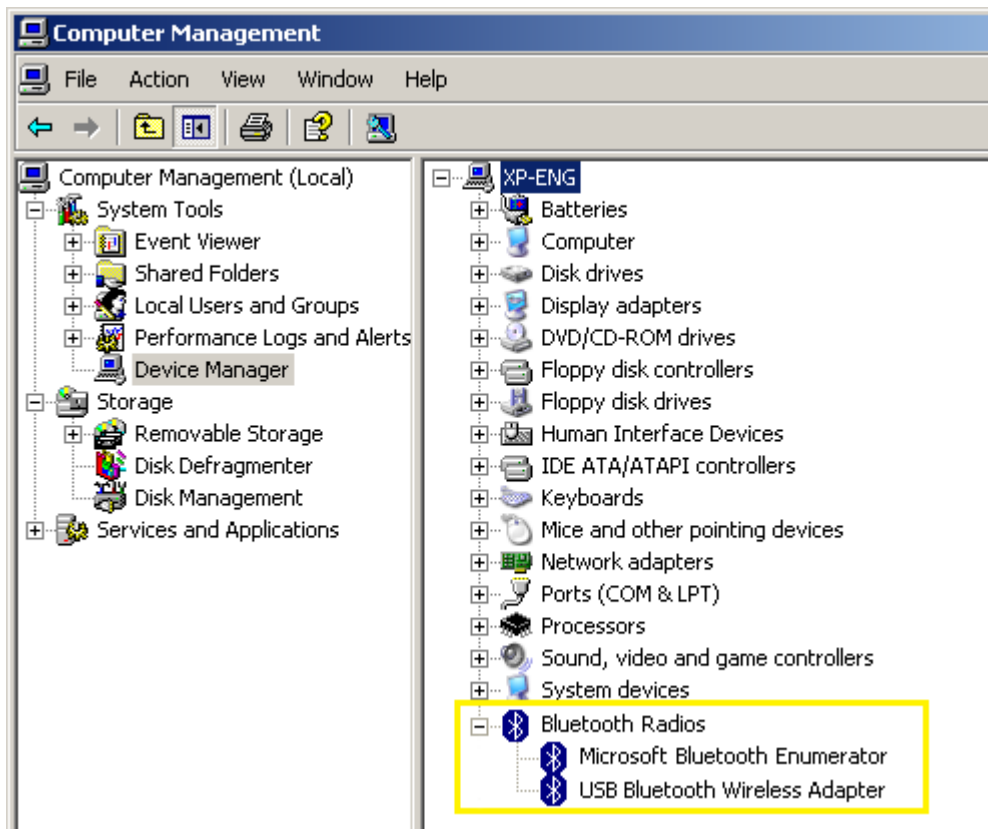 Computer Management
File Action View Window Help
Computer Management (Local)
System Tools
Event Viewer
Shared Folders
Local Users and Groups
Performance Logs and Alerts
Device Manager
Storage
Removable Storage
Disk Defragmenter
Disk Management
Services and Applications
XP-ENG
Batteries
Computer
Disk drives
Display adapters
DVD/CD-ROM drives
Floppy disk controllers
Floppy disk drives
Human Interface Devices
IDE ATA/ATAPI controllers
Keyboards
Mice and other pointing devices
Network adapters
Ports (COM & LPT)
Processors
Sound, video and game controllers
System devices
Bluetooth Radios
Microsoft Bluetooth Enumerator
USB Bluetooth Wireless Adapter